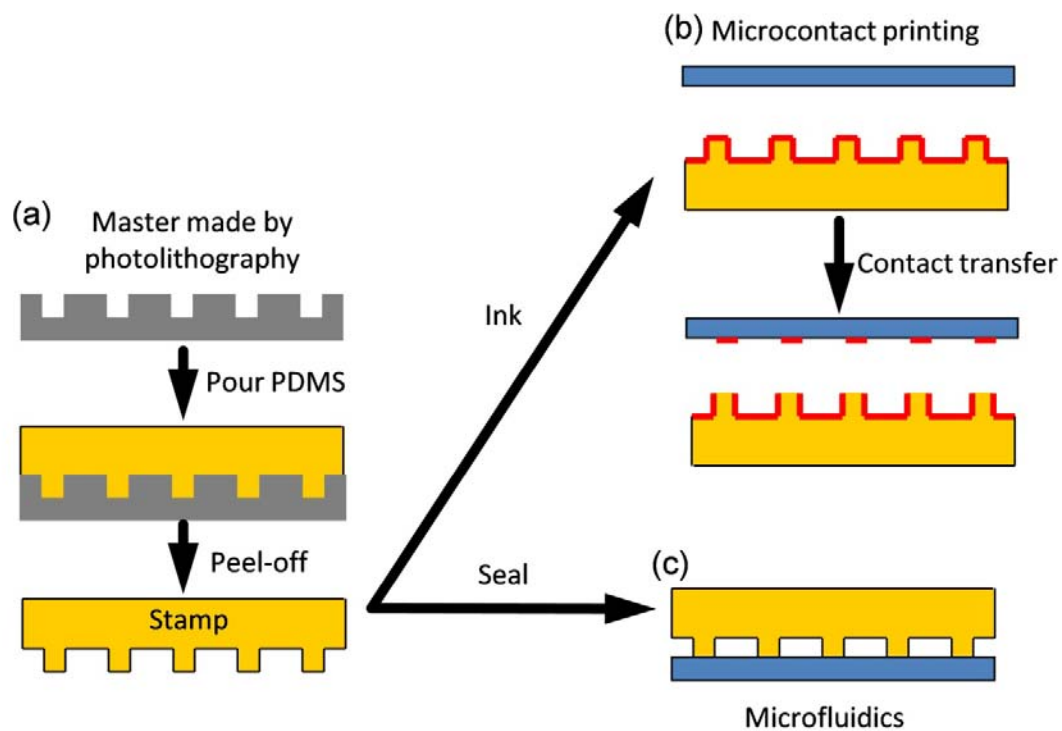 (a)
Master made by
photolithography
Pour PDMS
Peel-off
Stamp
Ink
Seal
(b) Microcontact printing
Contact transfer
(c)
Microfluidics